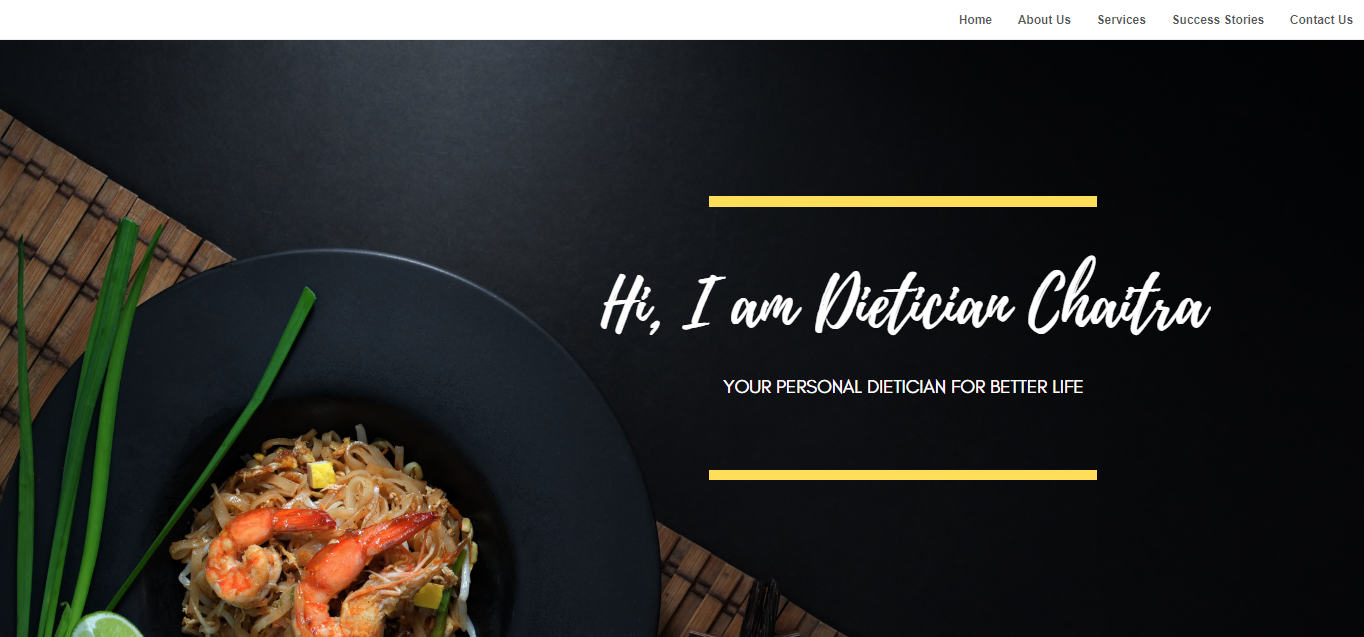 Home About Us Services Success Stories Contact Us
Hi, I am Dietician Chaitra
YOUR PERSONAL DIETICIAN FOR BETTER LIFE